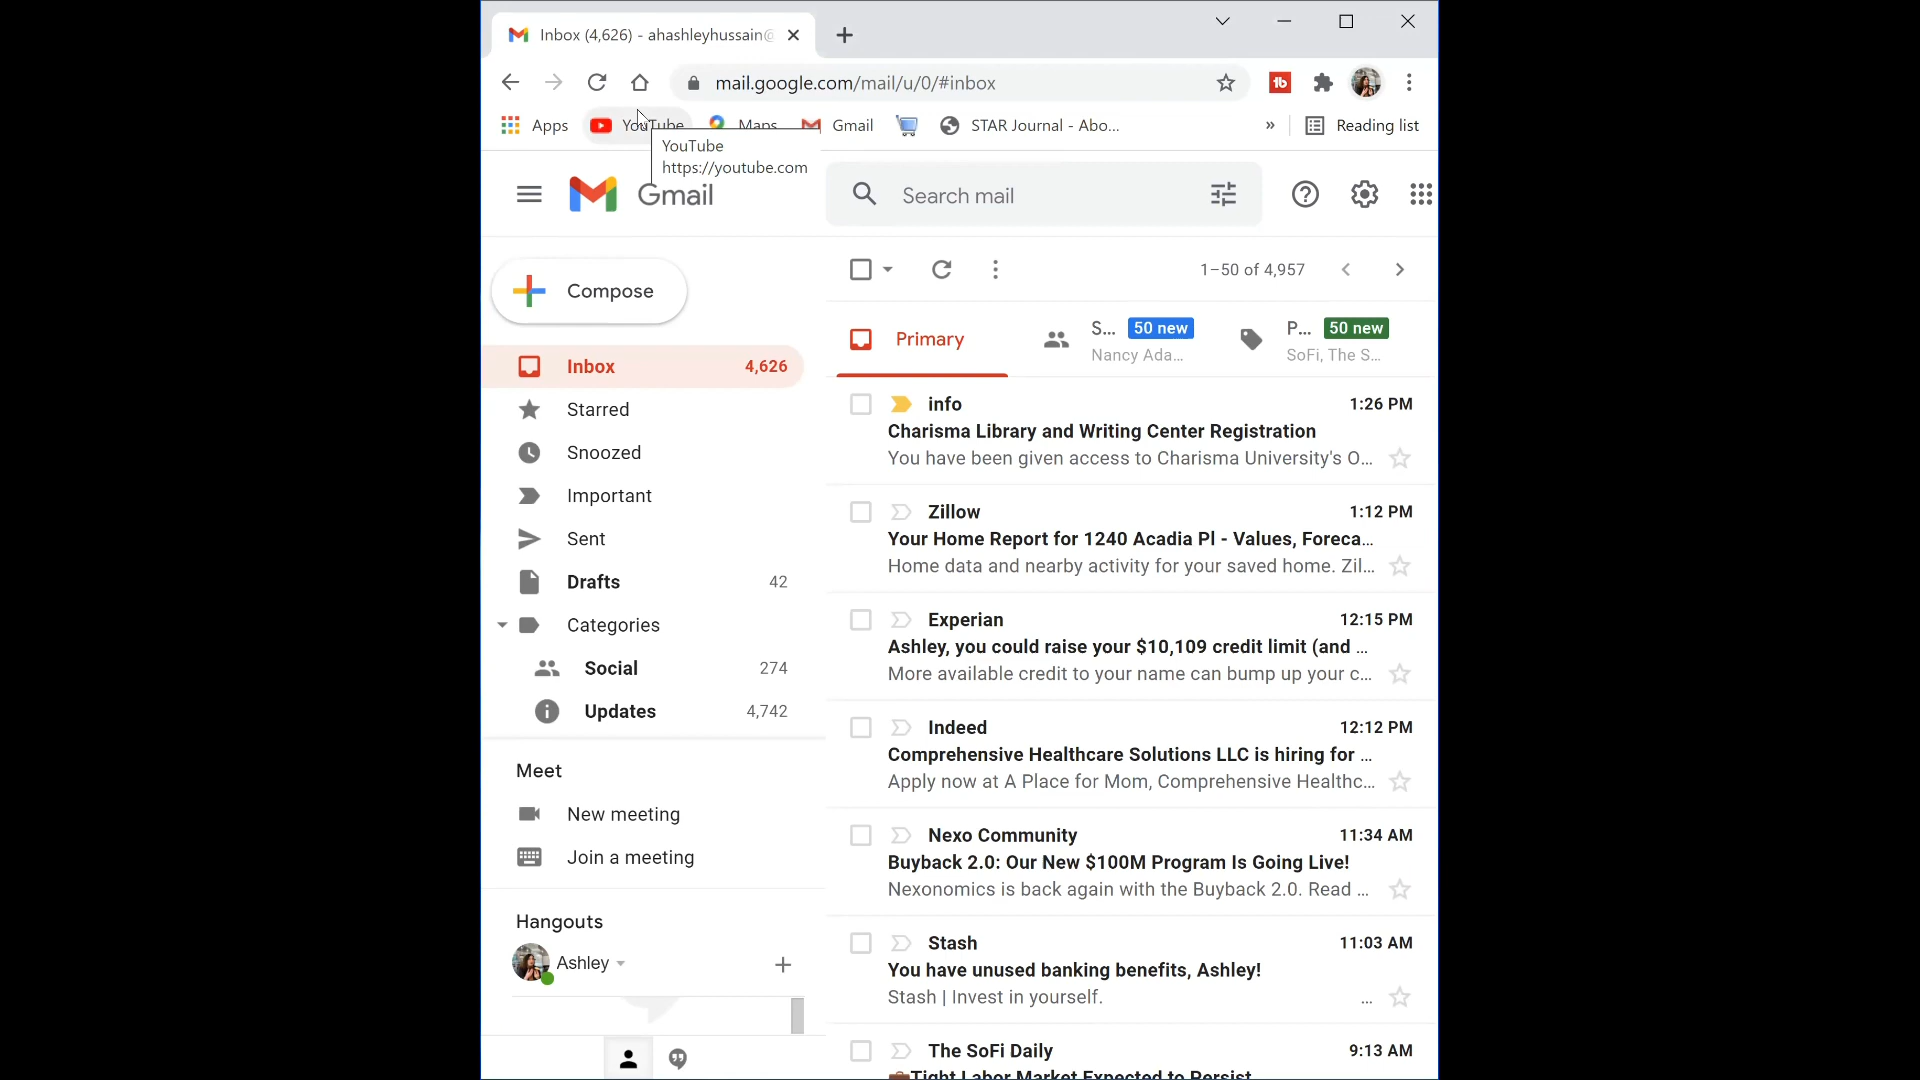 Inbox (4,626) - ahashleyhussain@
mail.google.com/mail/u/0/#inbox
Apps
YouTube
Maps
Gmail
STAR Journal - Abo...
»
Reading list
YouTube
https://youtube.com
Gmail
Search mail
Compose
1–50 of 4,957
Primary
S... 50 new
Nancy Ada...
P... 50 new
SoFi, The S...
Inbox 4,626
Starred
Snoozed
Important
Sent
Drafts 42
Categories
Social 274
Updates 4,742
Meet
New meeting
Join a meeting
Hangouts
Ashley
info 1:26 PM
Charisma Library and Writing Center Registration
You have been given access to Charisma University's O...
Zillow 1:12 PM
Your Home Report for 1240 Acadia Pl - Values, Foreca...
Home data and nearby activity for your saved home. Zil...
Experian 12:15 PM
Ashley, you could raise your $10,109 credit limit (and ...
More available credit to your name can bump up your c...
Indeed 12:12 PM
Comprehensive Healthcare Solutions LLC is hiring for ...
Apply now at A Place for Mom, Comprehensive Healthc...
Nexo Community 11:34 AM
Buyback 2.0: Our New $100M Program Is Going Live!
Nexonomics is back again with the Buyback 2.0. Read ...
Stash 11:03 AM
You have unused banking benefits, Ashley!
Stash | Invest in yourself. ...
The SoFi Daily 9:13 AM
Tight Labor Market Expected to Persist